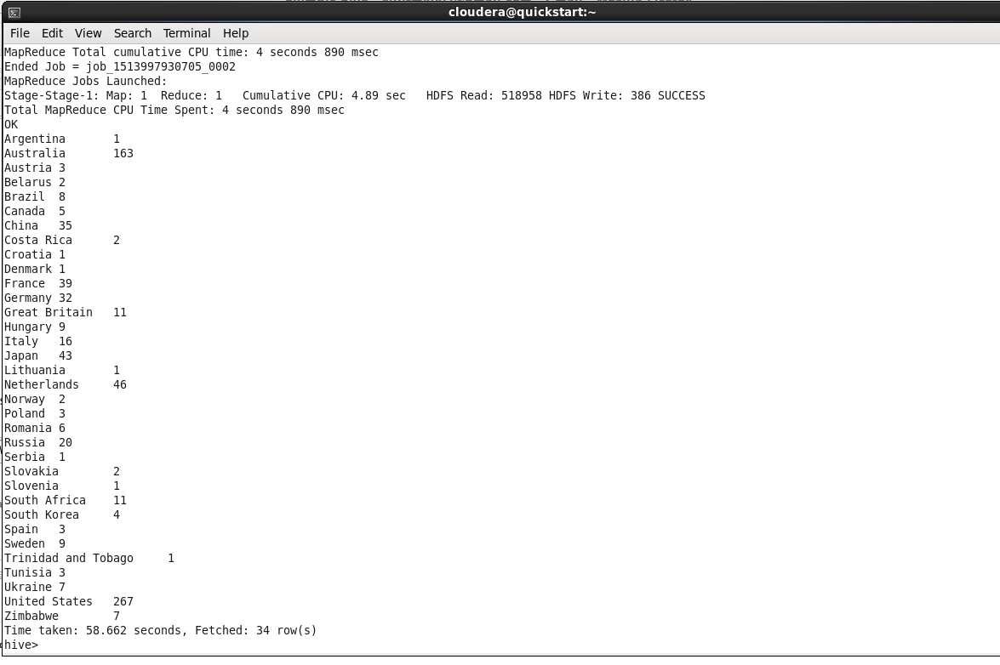 cloudera@quickstart:~
File Edit View Search Terminal Help
MapReduce Total cumulative CPU time: 4 seconds 890 msec
Ended Job = job_1513997930705_0002
MapReduce Jobs Launched:
Stage-Stage-1: Map: 1  Reduce: 1   Cumulative CPU: 4.89 sec   HDFS Read: 518958 HDFS Write: 386 SUCCESS
Total MapReduce CPU Time Spent: 4 seconds 890 msec
OK
Argentina	1
Australia	163
Austria	3
Belarus	2
Brazil	8
Canada	5
China	35
Costa Rica	2
Croatia	1
Denmark	1
France	39
Germany	32
Great Britain	11
Hungary	9
Italy	16
Japan	43
Lithuania	1
Netherlands	46
Norway	2
Poland	3
Romania	6
Russia	20
Serbia	1
Slovakia	2
Slovenia	1
South Africa	11
South Korea	4
Spain	3
Sweden	9
Trinidad and Tobago	1
Tunisia	3
Ukraine	7
United States	267
Zimbabwe	7
Time taken: 58.662 seconds, Fetched: 34 row(s)
hive>